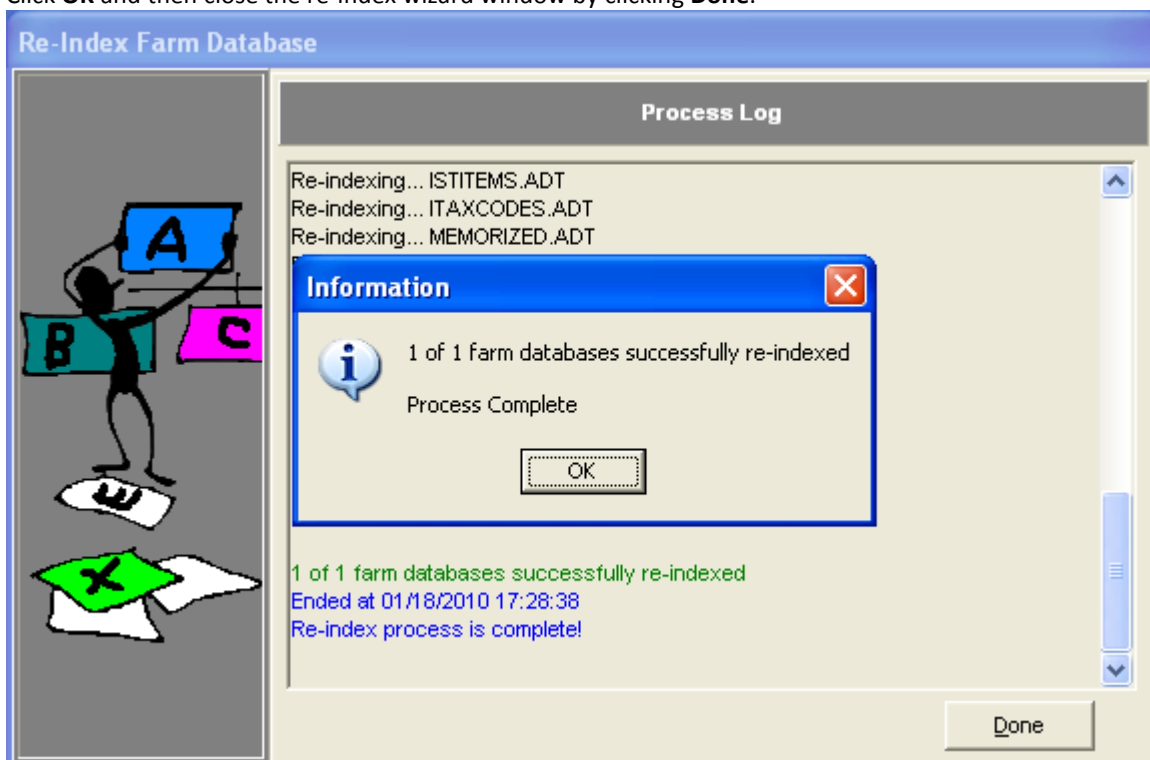 Click OK and then close the re-index wizard window by clicking Done.
Re-Index Farm Database
Process Log
Re-indexing... ISTITEMS.ADT
Re-indexing... ITAXCODES.ADT
Re-indexing... MEMORIZED.ADT
Information
1 of 1 farm databases successfully re-indexed
Process Complete
OK
1 of 1 farm databases successfully re-indexed
Ended at 01/18/2010 17:28:38
Re-index process is complete!
Done
A
B
C
E
X